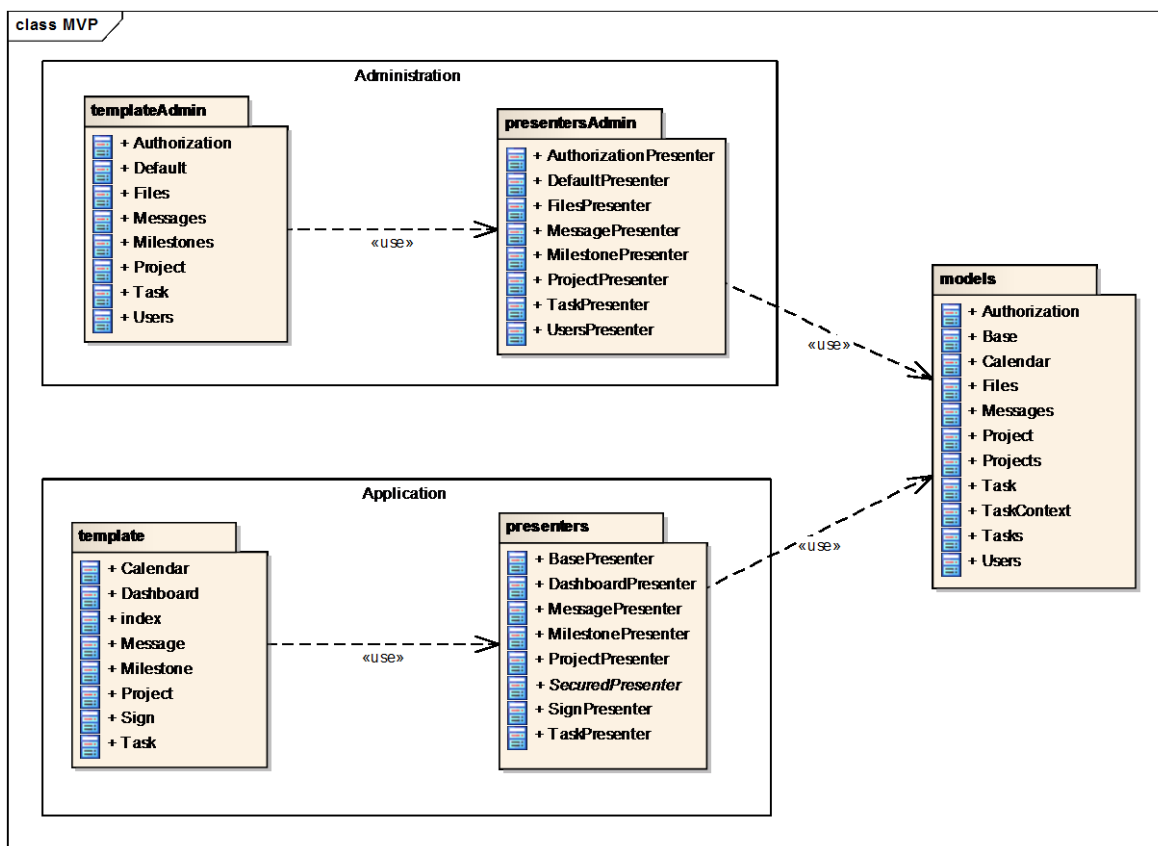 class MVP
Administration
templateAdmin
+ Authorization
+ Default
+ Files
+ Messages
+ Milestones
+ Project
+ Task
+ Users
«use»
presentersAdmin
+ AuthorizationPresenter
+ DefaultPresenter
+ FilesPresenter
+ MessagePresenter
+ MilestonePresenter
+ ProjectPresenter
+ TaskPresenter
+ UsersPresenter
«use»
models
+ Authorization
+ Base
+ Calendar
+ Files
+ Messages
+ Project
+ Projects
+ Task
+ TaskContext
+ Tasks
+ Users
Application
template
+ Calendar
+ Dashboard
+ index
+ Message
+ Milestone
+ Project
+ Sign
+ Task
«use»
presenters
+ BasePresenter
+ DashboardPresenter
+ MessagePresenter
+ MilestonePresenter
+ ProjectPresenter
+ SecuredPresenter
+ SignPresenter
+ TaskPresenter
«use»